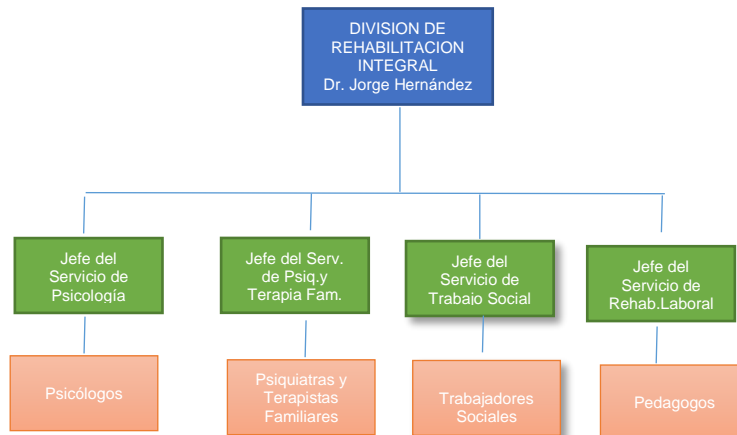 DIVISION DE
REHABILITACION
INTEGRAL
Dr. Jorge Hernández
Jefe del
Servicio de
Psicología
Jefe del Serv.
de Psiq.y
Terapia Fam.
Jefe del
Servicio de
Trabajo Social
Jefe del
Servicio de
Rehab.Laboral
Psicólogos
Psiquiatras y
Terapistas
Familiares
Trabajadores
Sociales
Pedagogos